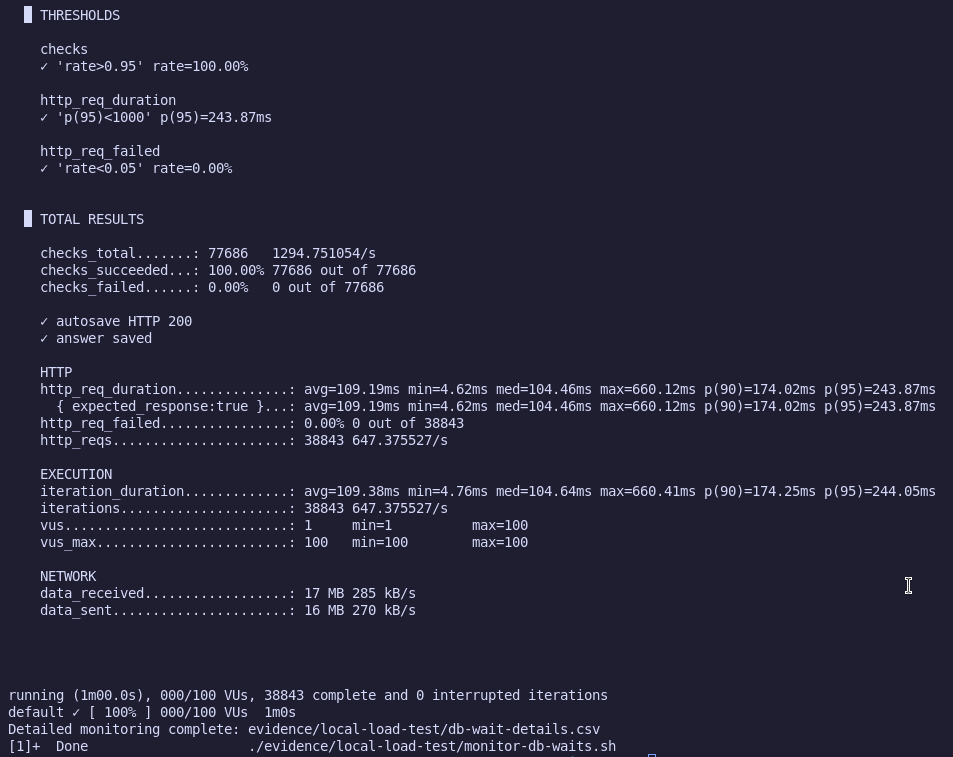 █ THRESHOLDS
checks
✓ 'rate>0.95' rate=100.00%
http_req_duration
✓ 'p(95)<1000' p(95)=243.87ms
http_req_failed
✓ 'rate<0.05' rate=0.00%
█ TOTAL RESULTS
checks_total.......: 77686   1294.751054/s
checks_succeeded...: 100.00% 77686 out of 77686
checks_failed......: 0.00%   0 out of 77686
✓ autosave HTTP 200
✓ answer saved
HTTP
http_req_duration..............: avg=109.19ms min=4.62ms med=104.46ms max=660.12ms p(90)=174.02ms p(95)=243.87ms
{ expected_response:true }...: avg=109.19ms min=4.62ms med=104.46ms max=660.12ms p(90)=174.02ms p(95)=243.87ms
http_req_failed................: 0.00% 0 out of 38843
http_reqs......................: 38843 647.375527/s
EXECUTION
iteration_duration.............: avg=109.38ms min=4.76ms med=104.64ms max=660.41ms p(90)=174.25ms p(95)=244.05ms
iterations.....................: 38843 647.375527/s
vus............................: 1     min=1          max=100
vus_max........................: 100   min=100        max=100
NETWORK
data_received..................: 17 MB 285 kB/s
data_sent......................: 16 MB 270 kB/s
running (1m00.0s), 000/100 VUs, 38843 complete and 0 interrupted iterations
default ✓ [ 100% ] 000/100 VUs  1m0s
Detailed monitoring complete: evidence/local-load-test/db-wait-details.csv
[1]+  Done                    ./evidence/local-load-test/monitor-db-waits.sh